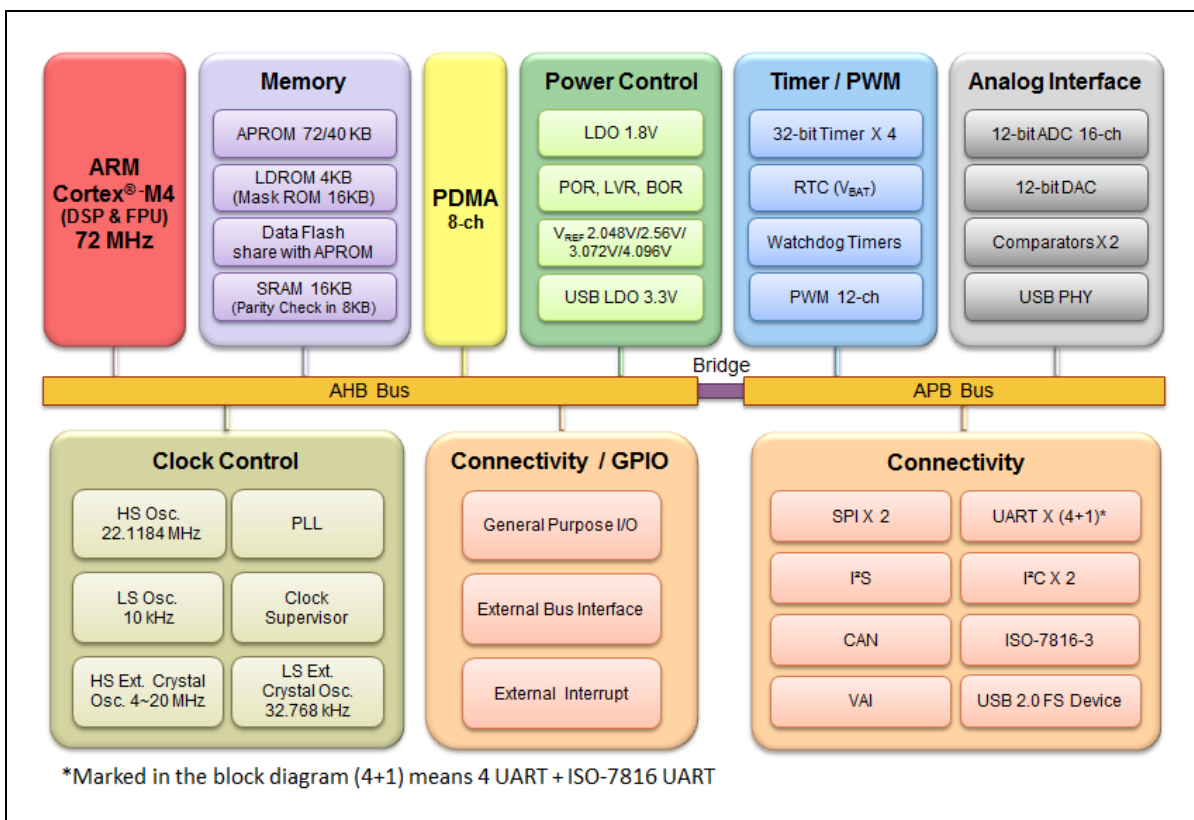 ARM
Cortex®-M4
(DSP & FPU)
72 MHz
Memory
APROM 72/40 KB
LDROM 4KB
(Mask ROM 16KB)
Data Flash
share with APROM
SRAM 16KB
(Parity Check in 8KB)
PDMA
8-ch
Power Control
LDO 1.8V
POR, LVR, BOR
VREF 2.048V/2.56V/
3.072V/4.096V
USB LDO 3.3V
Timer / PWM
32-bit Timer X 4
RTC (VBAT)
Watchdog Timers
PWM 12-ch
Analog Interface
12-bit ADC 16-ch
12-bit DAC
Comparators X 2
USB PHY
AHB Bus
Bridge
APB Bus
Clock Control
HS Osc.
22.1184 MHz
PLL
LS Osc.
10 kHz
Clock
Supervisor
HS Ext. Crystal
Osc. 4~20 MHz
LS Ext.
Crystal Osc.
32.768 kHz
Connectivity / GPIO
General Purpose I/O
External Bus Interface
External Interrupt
Connectivity
SPI X 2
UART X (4+1)*
I²S
I²C X 2
CAN
ISO-7816-3
VAI
USB 2.0 FS Device
*Marked in the block diagram (4+1) means 4 UART + ISO-7816 UART